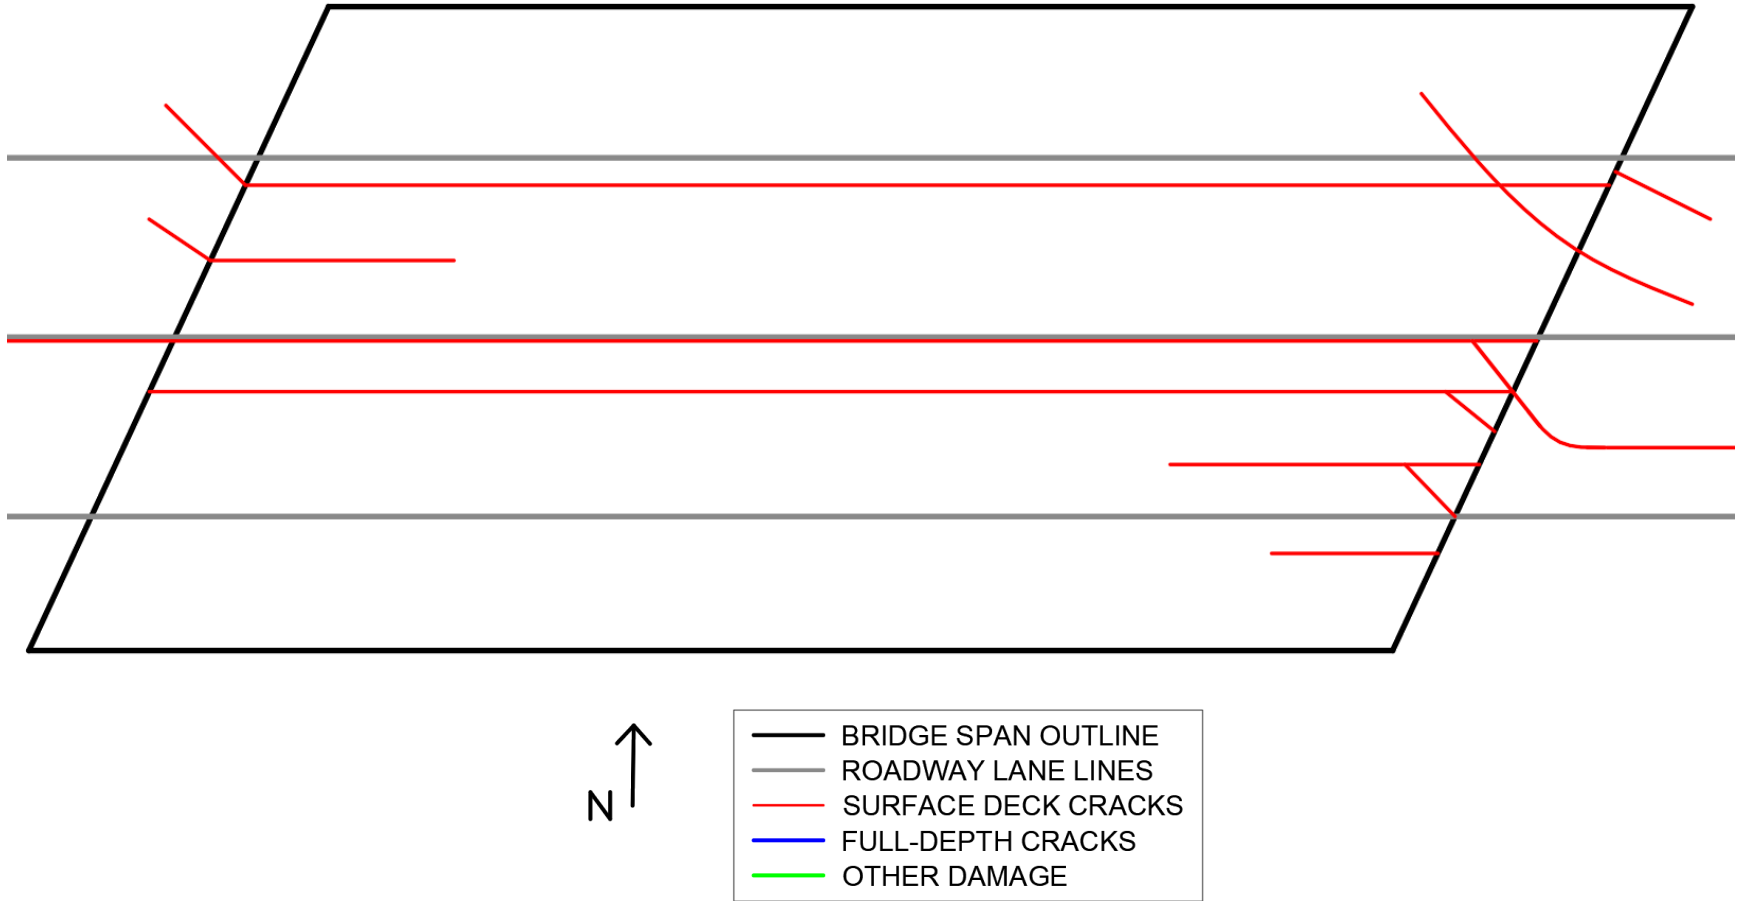 N
BRIDGE SPAN OUTLINE
ROADWAY LANE LINES
SURFACE DECK CRACKS
FULL-DEPTH CRACKS
OTHER DAMAGE